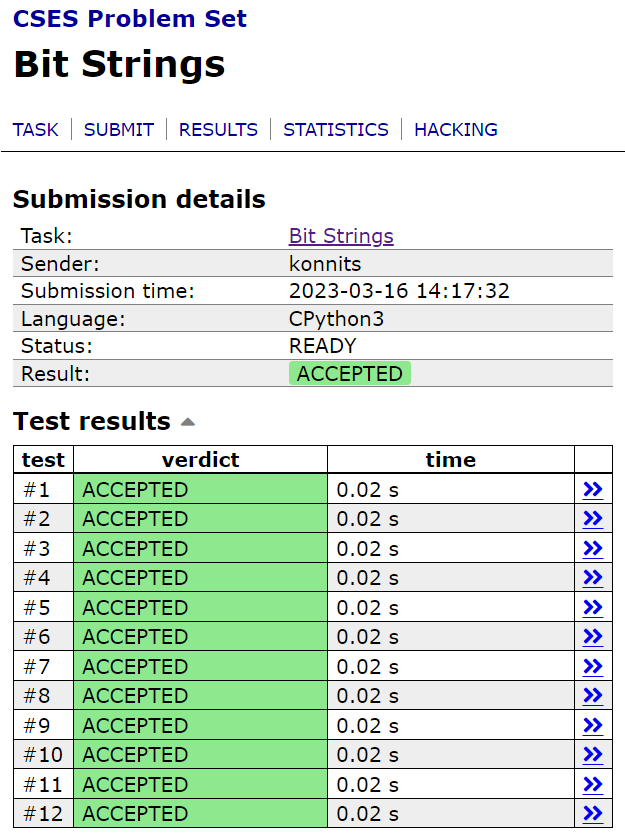 CSES Problem Set
Bit Strings
TASK | SUBMIT | RESULTS | STATISTICS | HACKING
Submission details
Task: Bit Strings
Sender: konnits
Submission time: 2023-03-16 14:17:32
Language: CPython3
Status: READY
Result: ACCEPTED
Test results
test verdict time
#1 ACCEPTED 0.02 s »
#2 ACCEPTED 0.02 s »
#3 ACCEPTED 0.02 s »
#4 ACCEPTED 0.02 s »
#5 ACCEPTED 0.02 s »
#6 ACCEPTED 0.02 s »
#7 ACCEPTED 0.02 s »
#8 ACCEPTED 0.02 s »
#9 ACCEPTED 0.02 s »
#10 ACCEPTED 0.02 s »
#11 ACCEPTED 0.02 s »
#12 ACCEPTED 0.02 s »